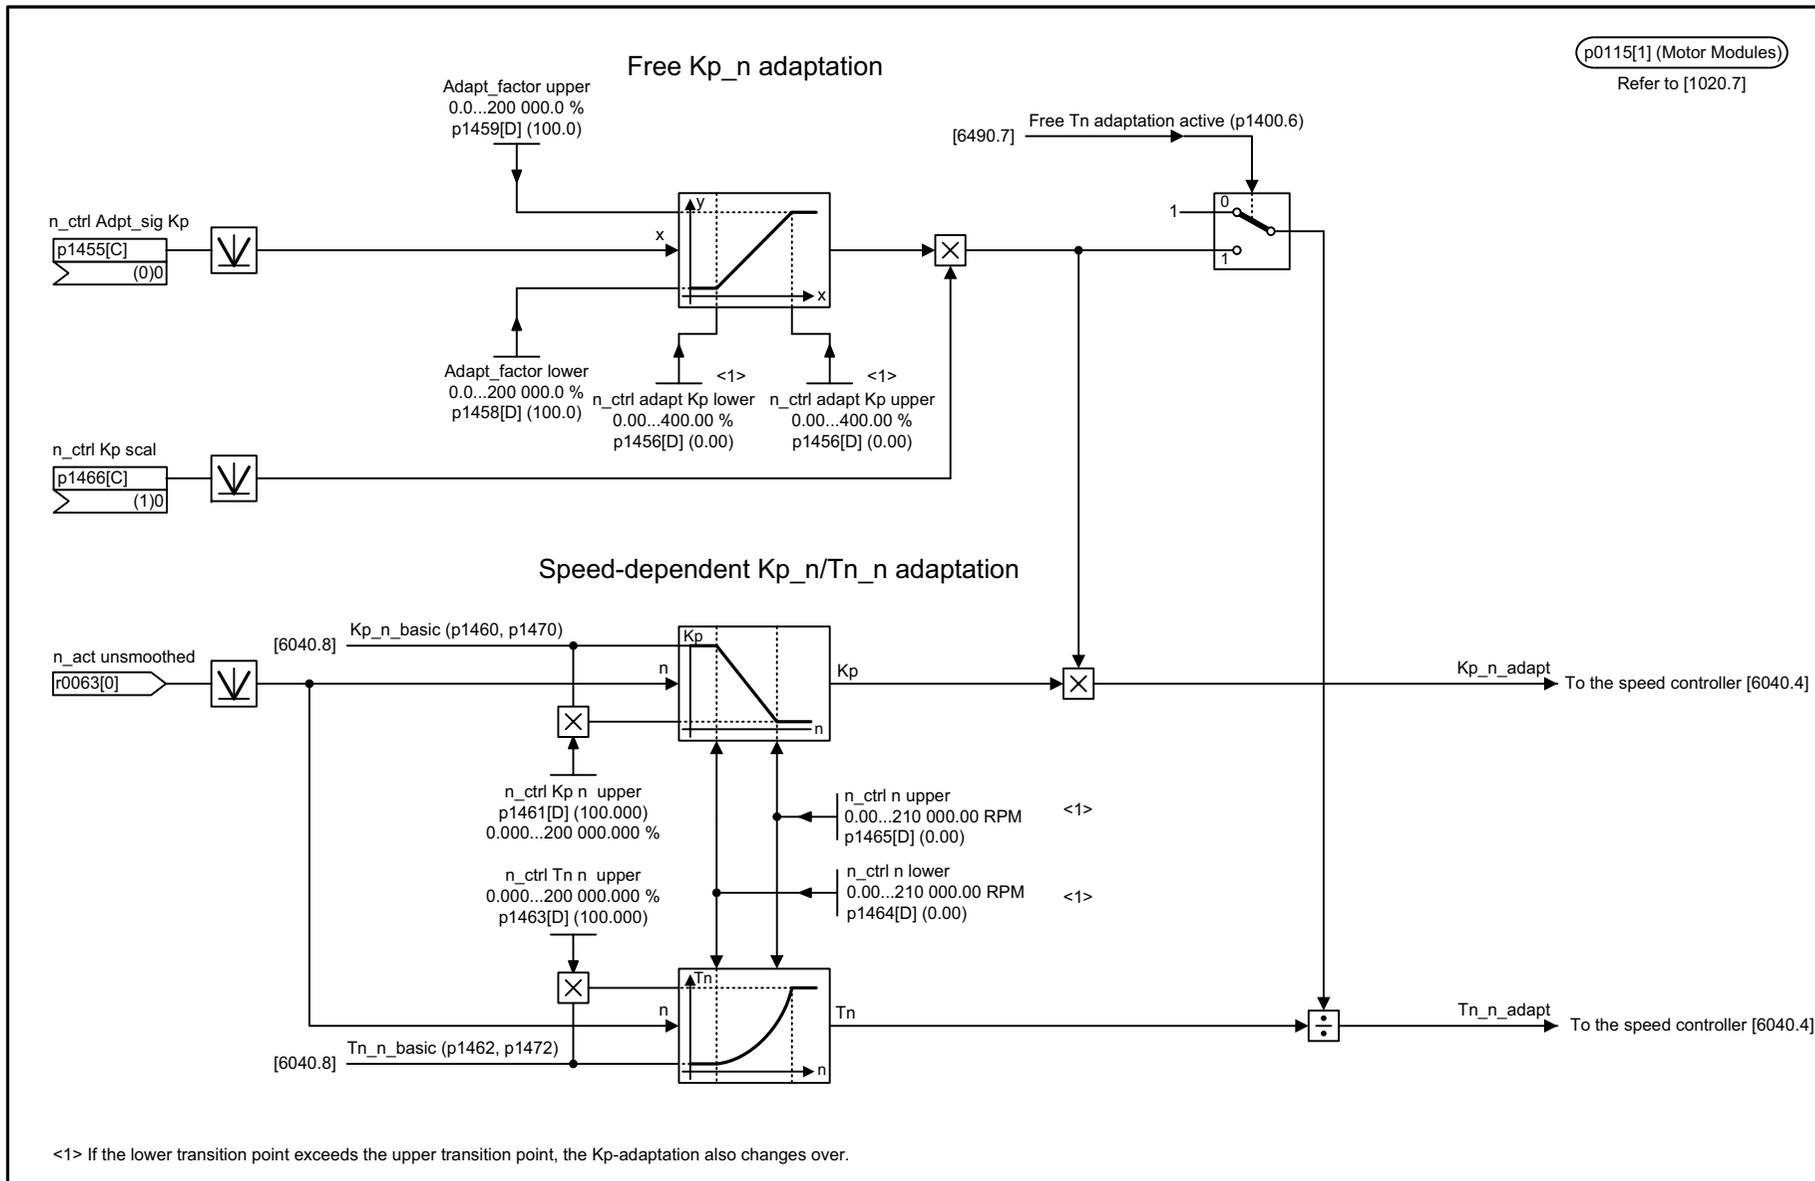 Free Kp_n adaptation
p0115[1] (Motor Modules)
Refer to [1020.7]
Adapt_factor upper
0.0...200 000.0 %
p1459[D] (100.0)
[6490.7]
Free Tn adaptation active (p1400.6)
n_ctrl Adpt_sig Kp
p1455[C]
(0)0
x
y
x
1
0
1
Adapt_factor lower
0.0...200 000.0 %
p1458[D] (100.0)
<1>
n_ctrl adapt Kp lower
0.00...400.00 %
p1456[D] (0.00)
<1>
n_ctrl adapt Kp upper
0.00...400.00 %
p1456[D] (0.00)
n_ctrl Kp scal
p1466[C]
(1)0
Speed-dependent Kp_n/Tn_n adaptation
[6040.8]
Kp_n_basic (p1460, p1470)
n_act unsmoothed
r0063[0]
n
Kp
n
Kp
Kp_n_adapt
To the speed controller [6040.4]
n_ctrl Kp n upper
p1461[D] (100.000)
0.000...200 000.000 %
n_ctrl n upper
0.00...210 000.00 RPM
p1465[D] (0.00)
<1>
n_ctrl Tn n upper
0.000...200 000.000 %
p1463[D] (100.000)
n_ctrl n lower
0.00...210 000.00 RPM
p1464[D] (0.00)
<1>
n
Tn
n
Tn
Tn_n_adapt
To the speed controller [6040.4]
[6040.8]
Tn_n_basic (p1462, p1472)
<1> If the lower transition point exceeds the upper transition point, the Kp-adaptation also changes over.